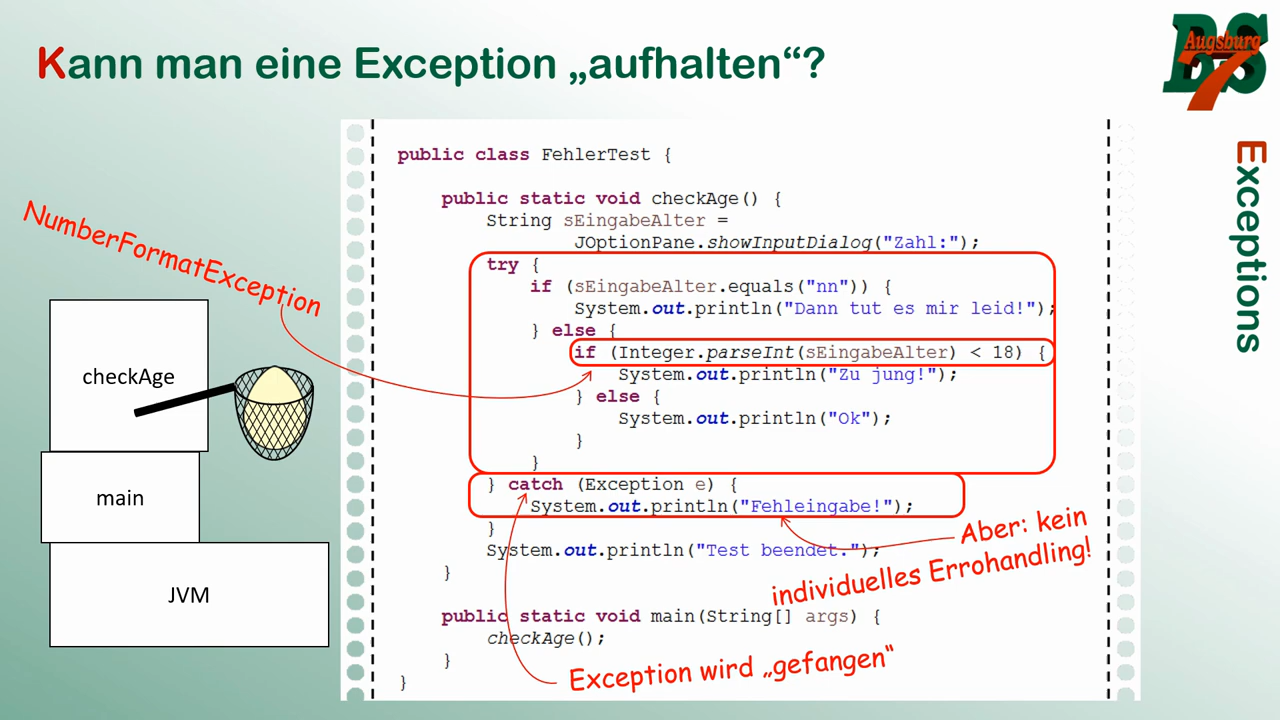 Kann man eine Exception „aufhalten“?
Augsburg
BS
7
Exceptions
NumberFormatException
checkAge
main
JVM
public class FehlerTest {
public static void checkAge() {
String sEingabeAlter =
JOptionPane.showInputDialog("Zahl:");
try {
if (sEingabeAlter.equals("nn")) {
System.out.println("Dann tut es mir leid!");
} else {
if (Integer.parseInt(sEingabeAlter) < 18) {
System.out.println("Zu jung!");
} else {
System.out.println("Ok");
}
}
} catch (Exception e) {
System.out.println("Fehleingabe!");
}
System.out.println("Test beendet.");
}
public static void main(String[] args) {
checkAge();
}
}
Aber: kein
individuelles Errohandling!
Exception wird „gefangen“